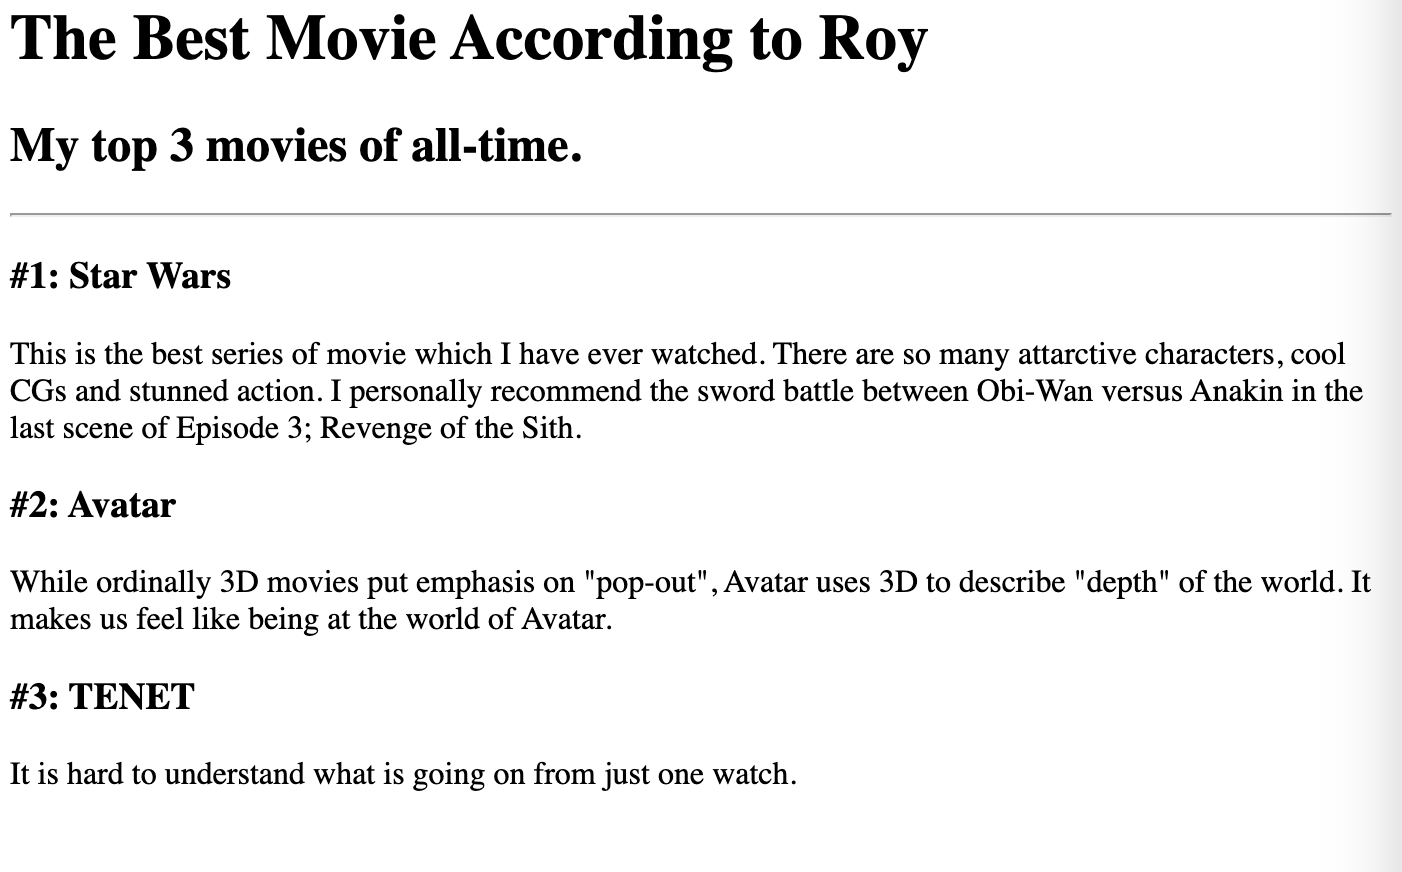 The Best Movie According to Roy
My top 3 movies of all-time.
#1: Star Wars
This is the best series of movie which I have ever watched. There are so many attarctive characters, cool
CGs and stunned action. I personally recommend the sword battle between Obi-Wan versus Anakin in the
last scene of Episode 3; Revenge of the Sith.
#2: Avatar
While ordinally 3D movies put emphasis on "pop-out", Avatar uses 3D to describe "depth" of the world. It
makes us feel like being at the world of Avatar.
#3: TENET
It is hard to understand what is going on from just one watch.